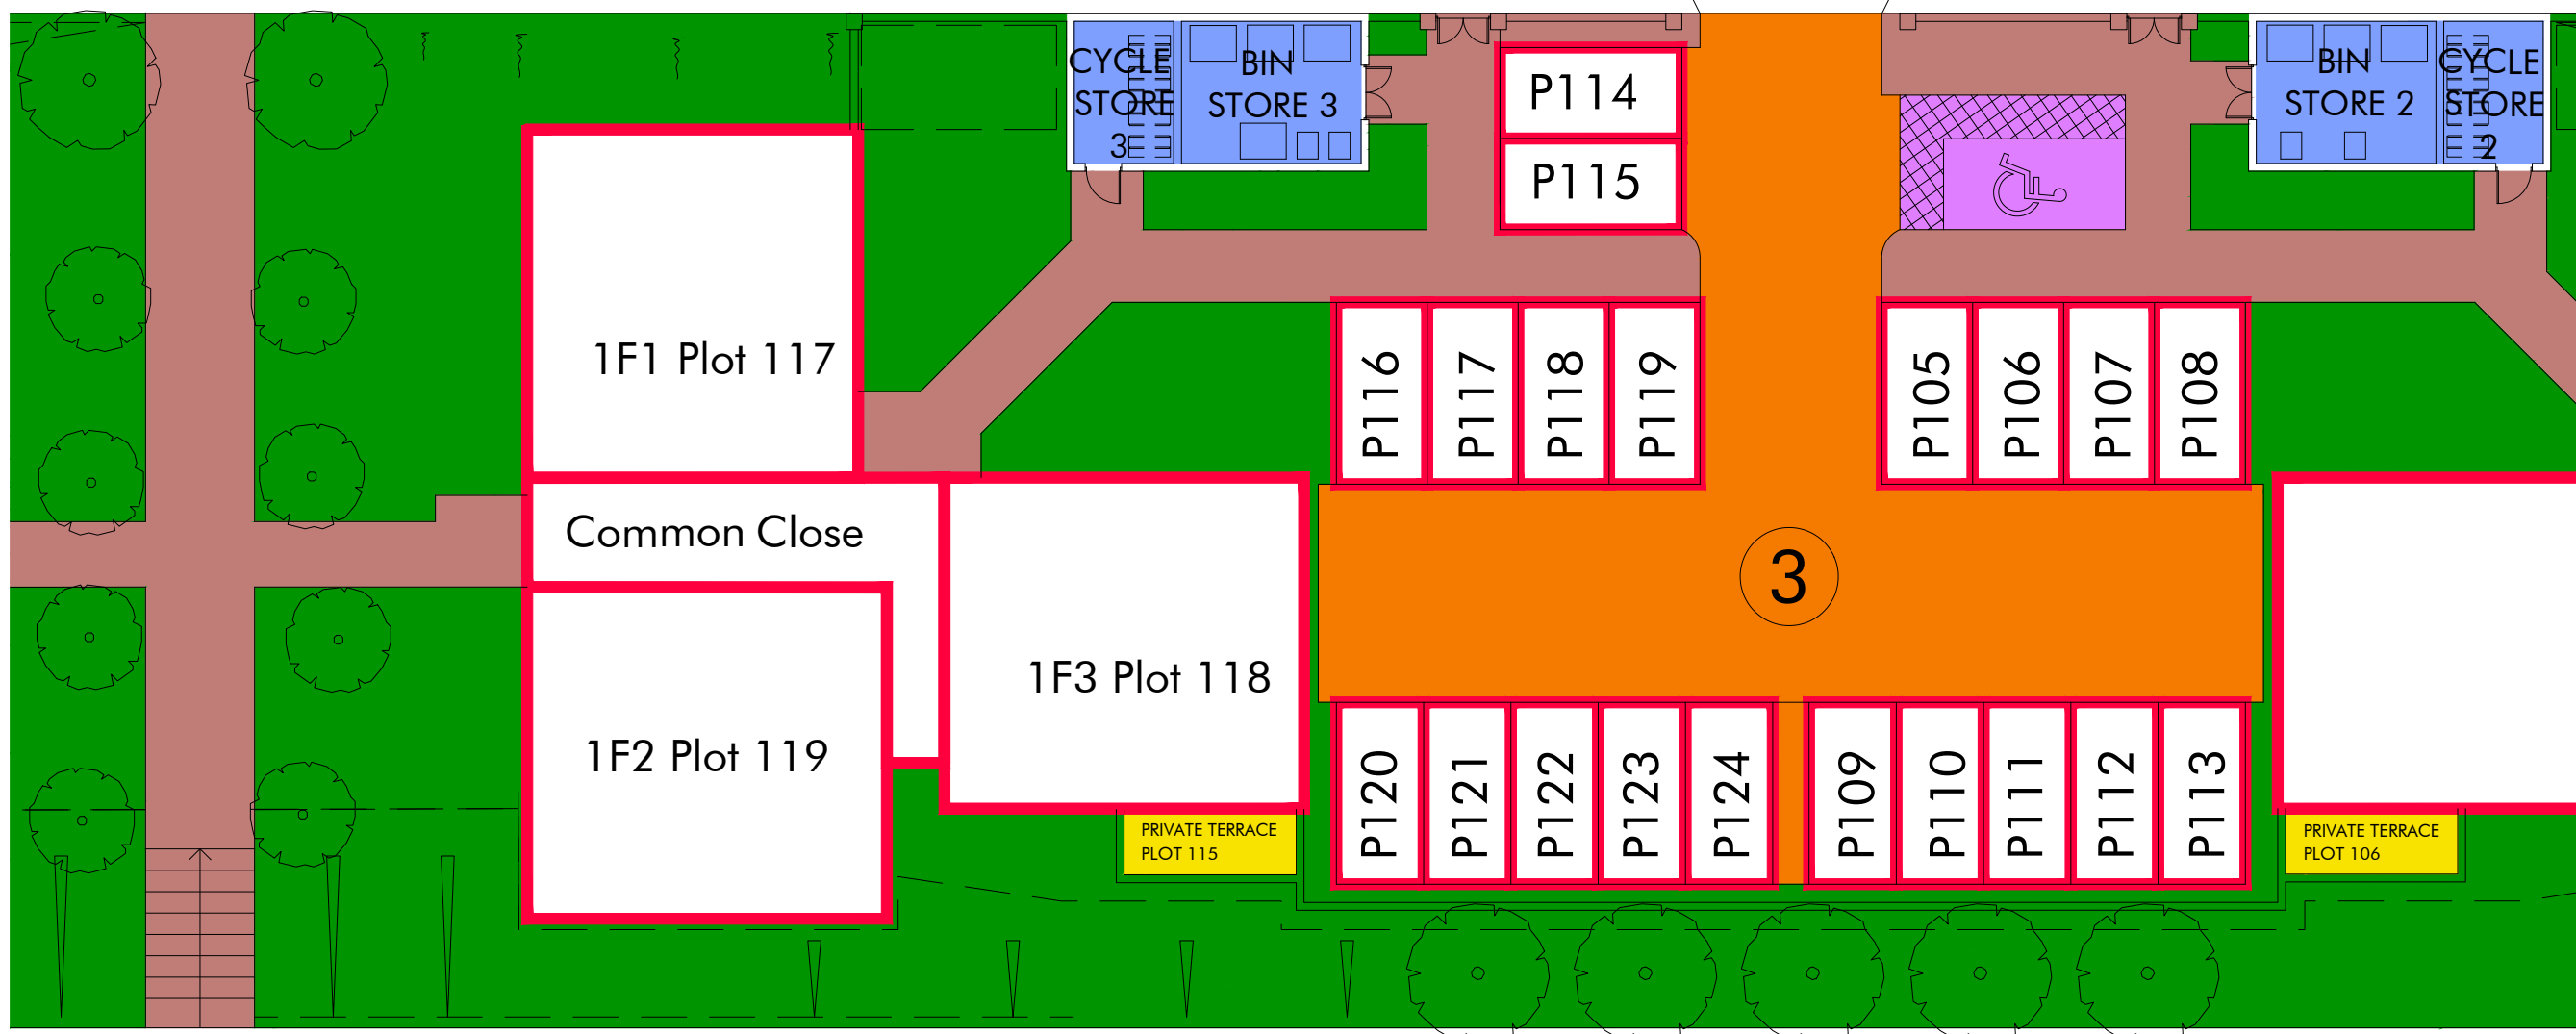 CYCLE
STORE
3
BIN
STORE 3
P114
P115
BIN
STORE 2
CYCLE
STORE
2
1F1 Plot 117
P116
P117
P118
P119
P105
P106
P107
P108
Common Close
3
1F3 Plot 118
1F2 Plot 119
P120
P121
P122
P123
P124
P109
P110
P111
P112
P113
PRIVATE TERRACE
PLOT 115
PRIVATE TERRACE
PLOT 106